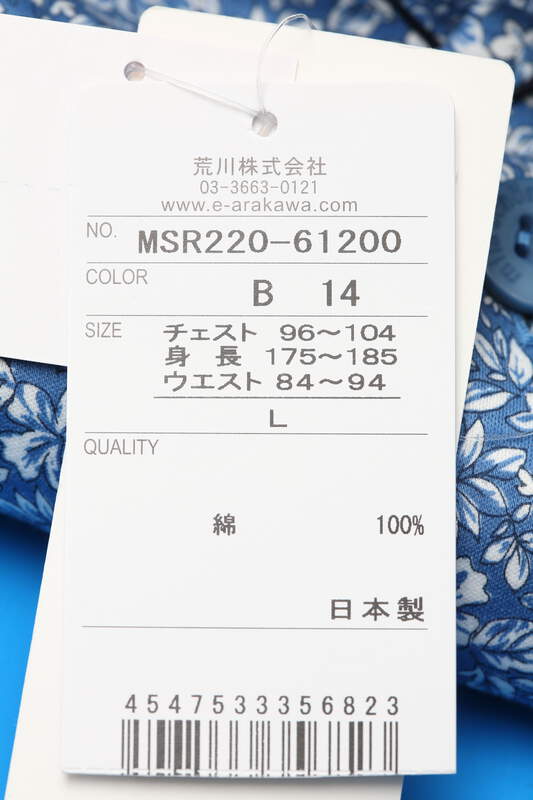 荒川株式会社
03-3663-0121
www.e-arakawa.com
NO. MSR220-61200
COLOR B 14
SIZE チェスト 96～104
身長 175～185
ウエスト 84～94
L
QUALITY
綿 100%
日本製
4547533356823